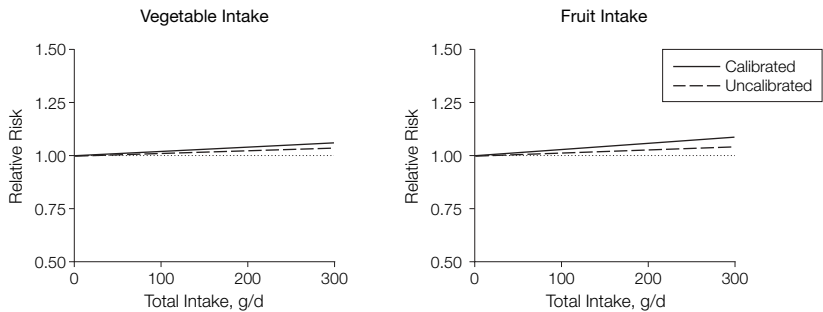 Vegetable Intake
1.50
1.25
1.00
0.75
0.50
Relative Risk
0
100
200
300
Total Intake, g/d
Fruit Intake
1.50
1.25
1.00
0.75
0.50
Relative Risk
0
100
200
300
Total Intake, g/d
Calibrated
Uncalibrated